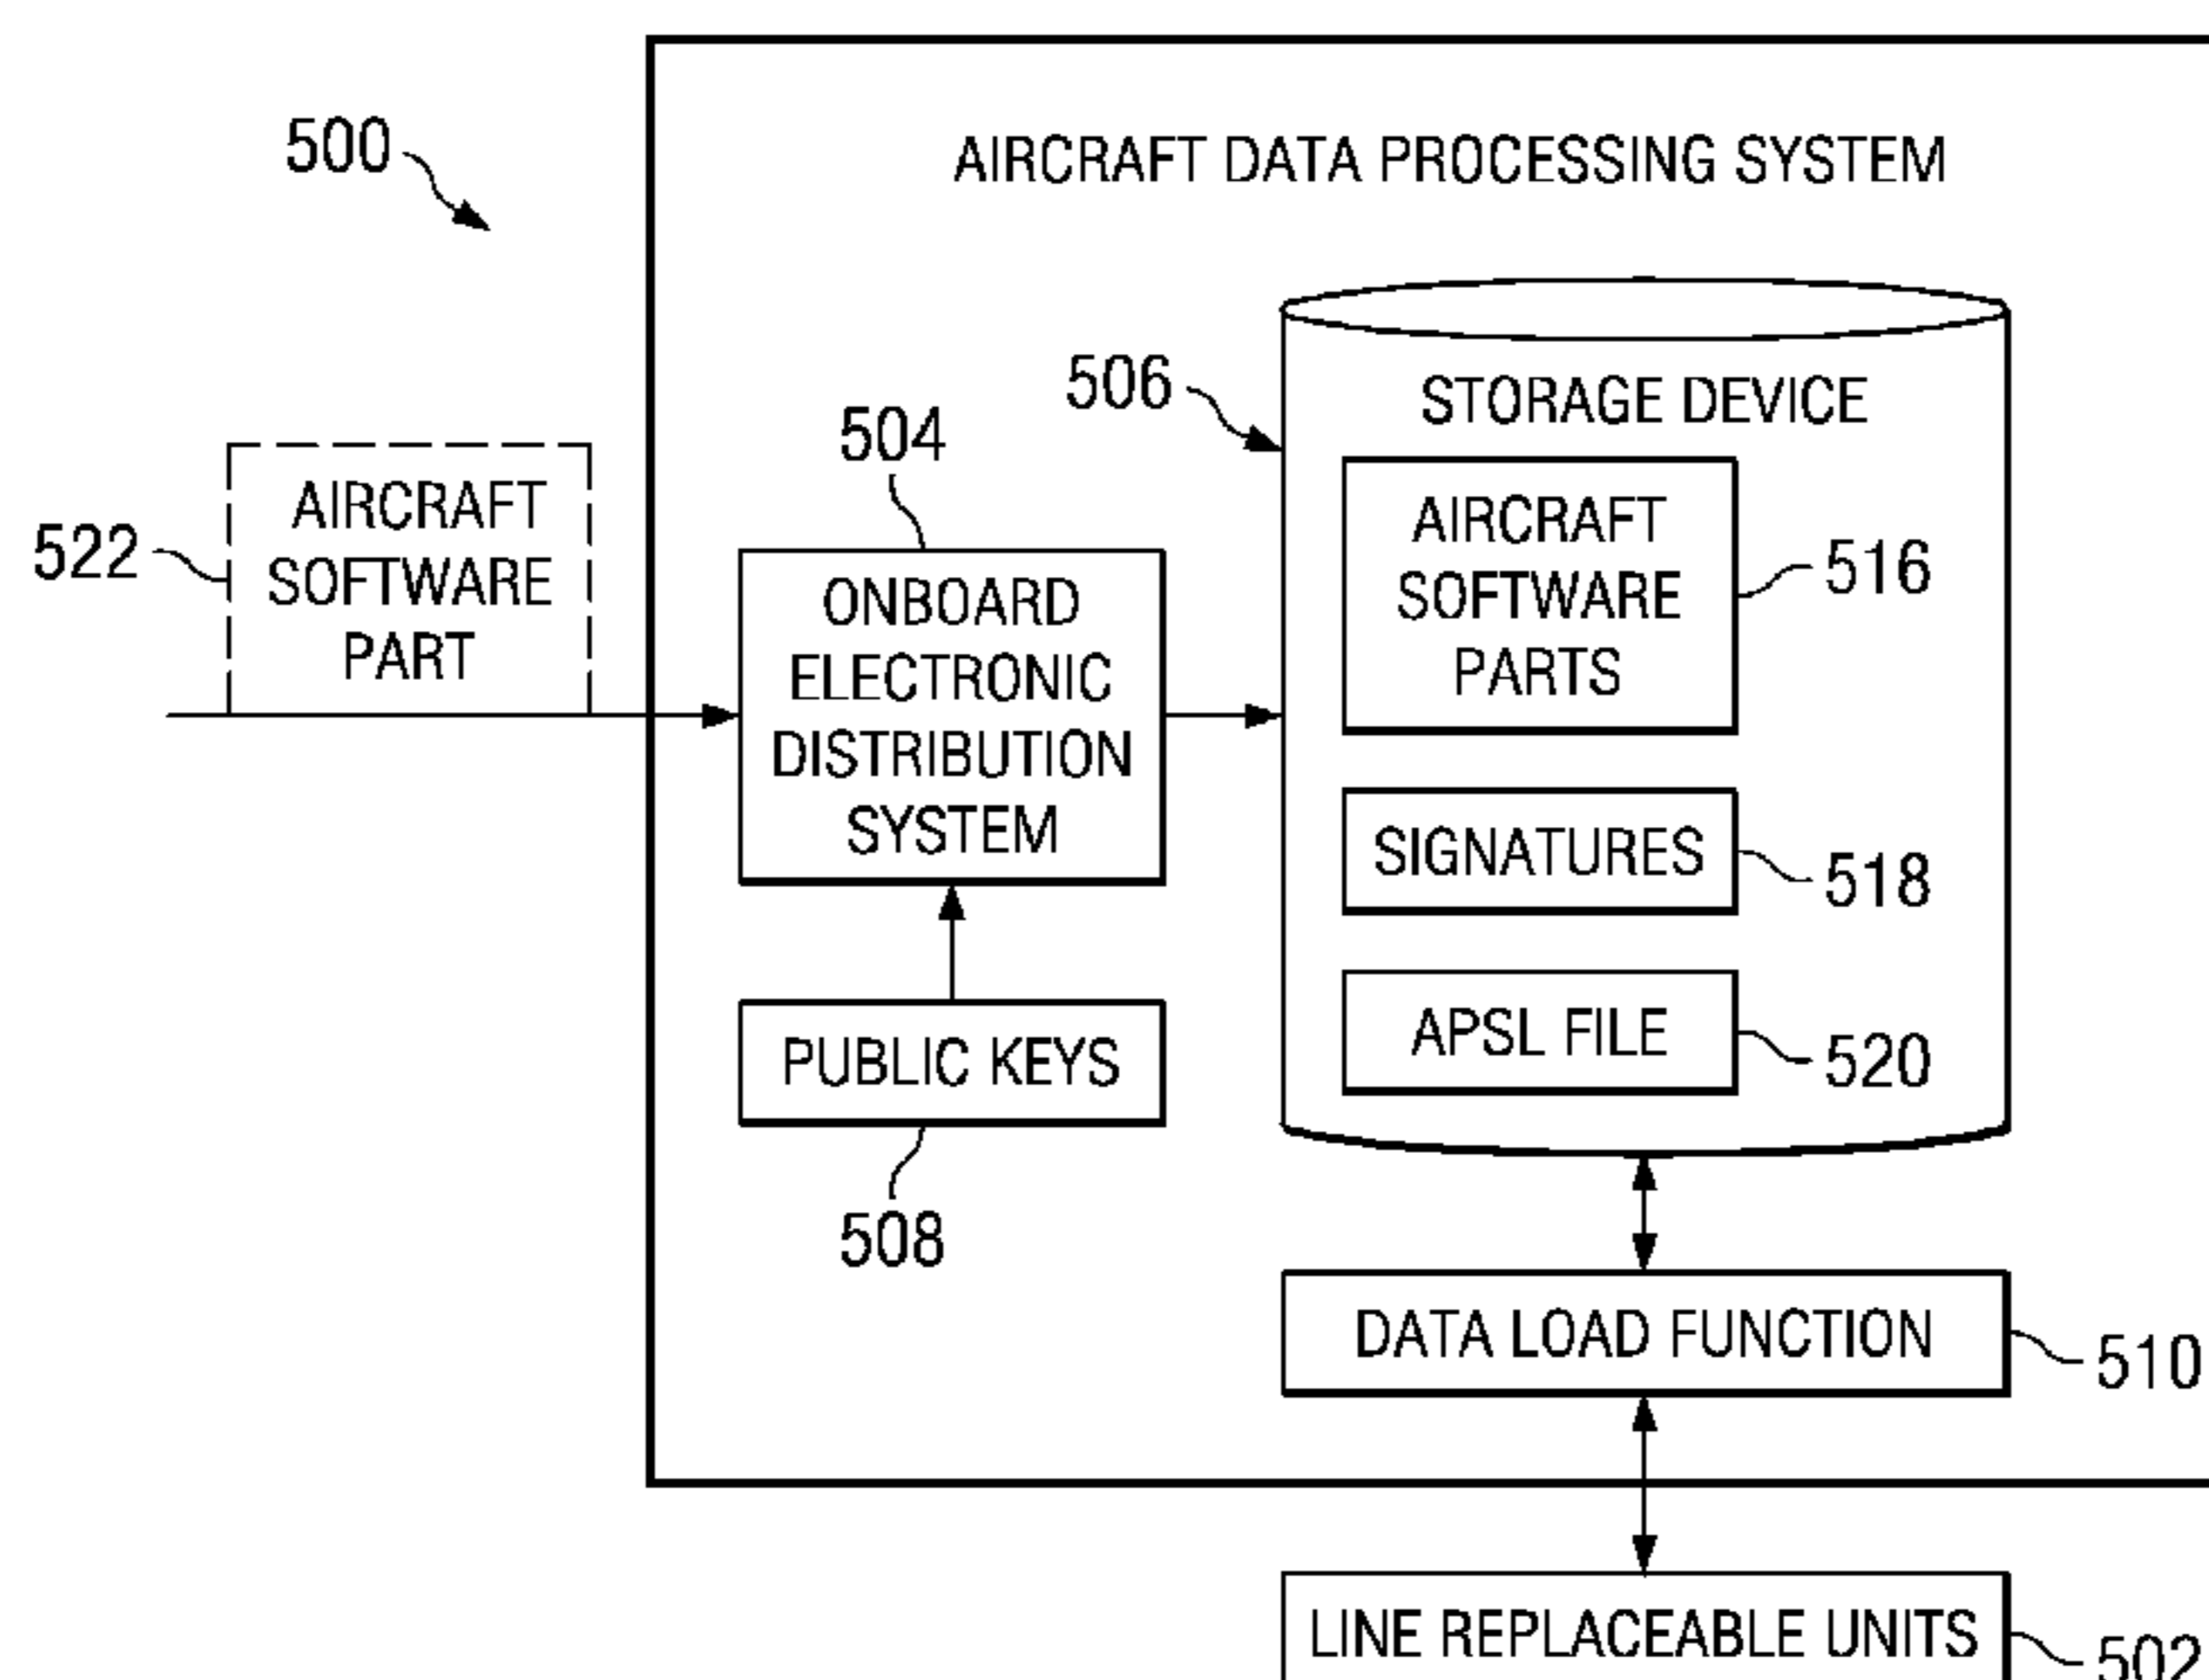 500
AIRCRAFT DATA PROCESSING SYSTEM
506
STORAGE DEVICE
504
522
AIRCRAFT
SOFTWARE
PART
ONBOARD
ELECTRONIC
DISTRIBUTION
SYSTEM
AIRCRAFT
SOFTWARE
PARTS
516
SIGNATURES
518
PUBLIC KEYS
508
APSL FILE
520
DATA LOAD FUNCTION
510
LINE REPLACEABLE UNITS
502